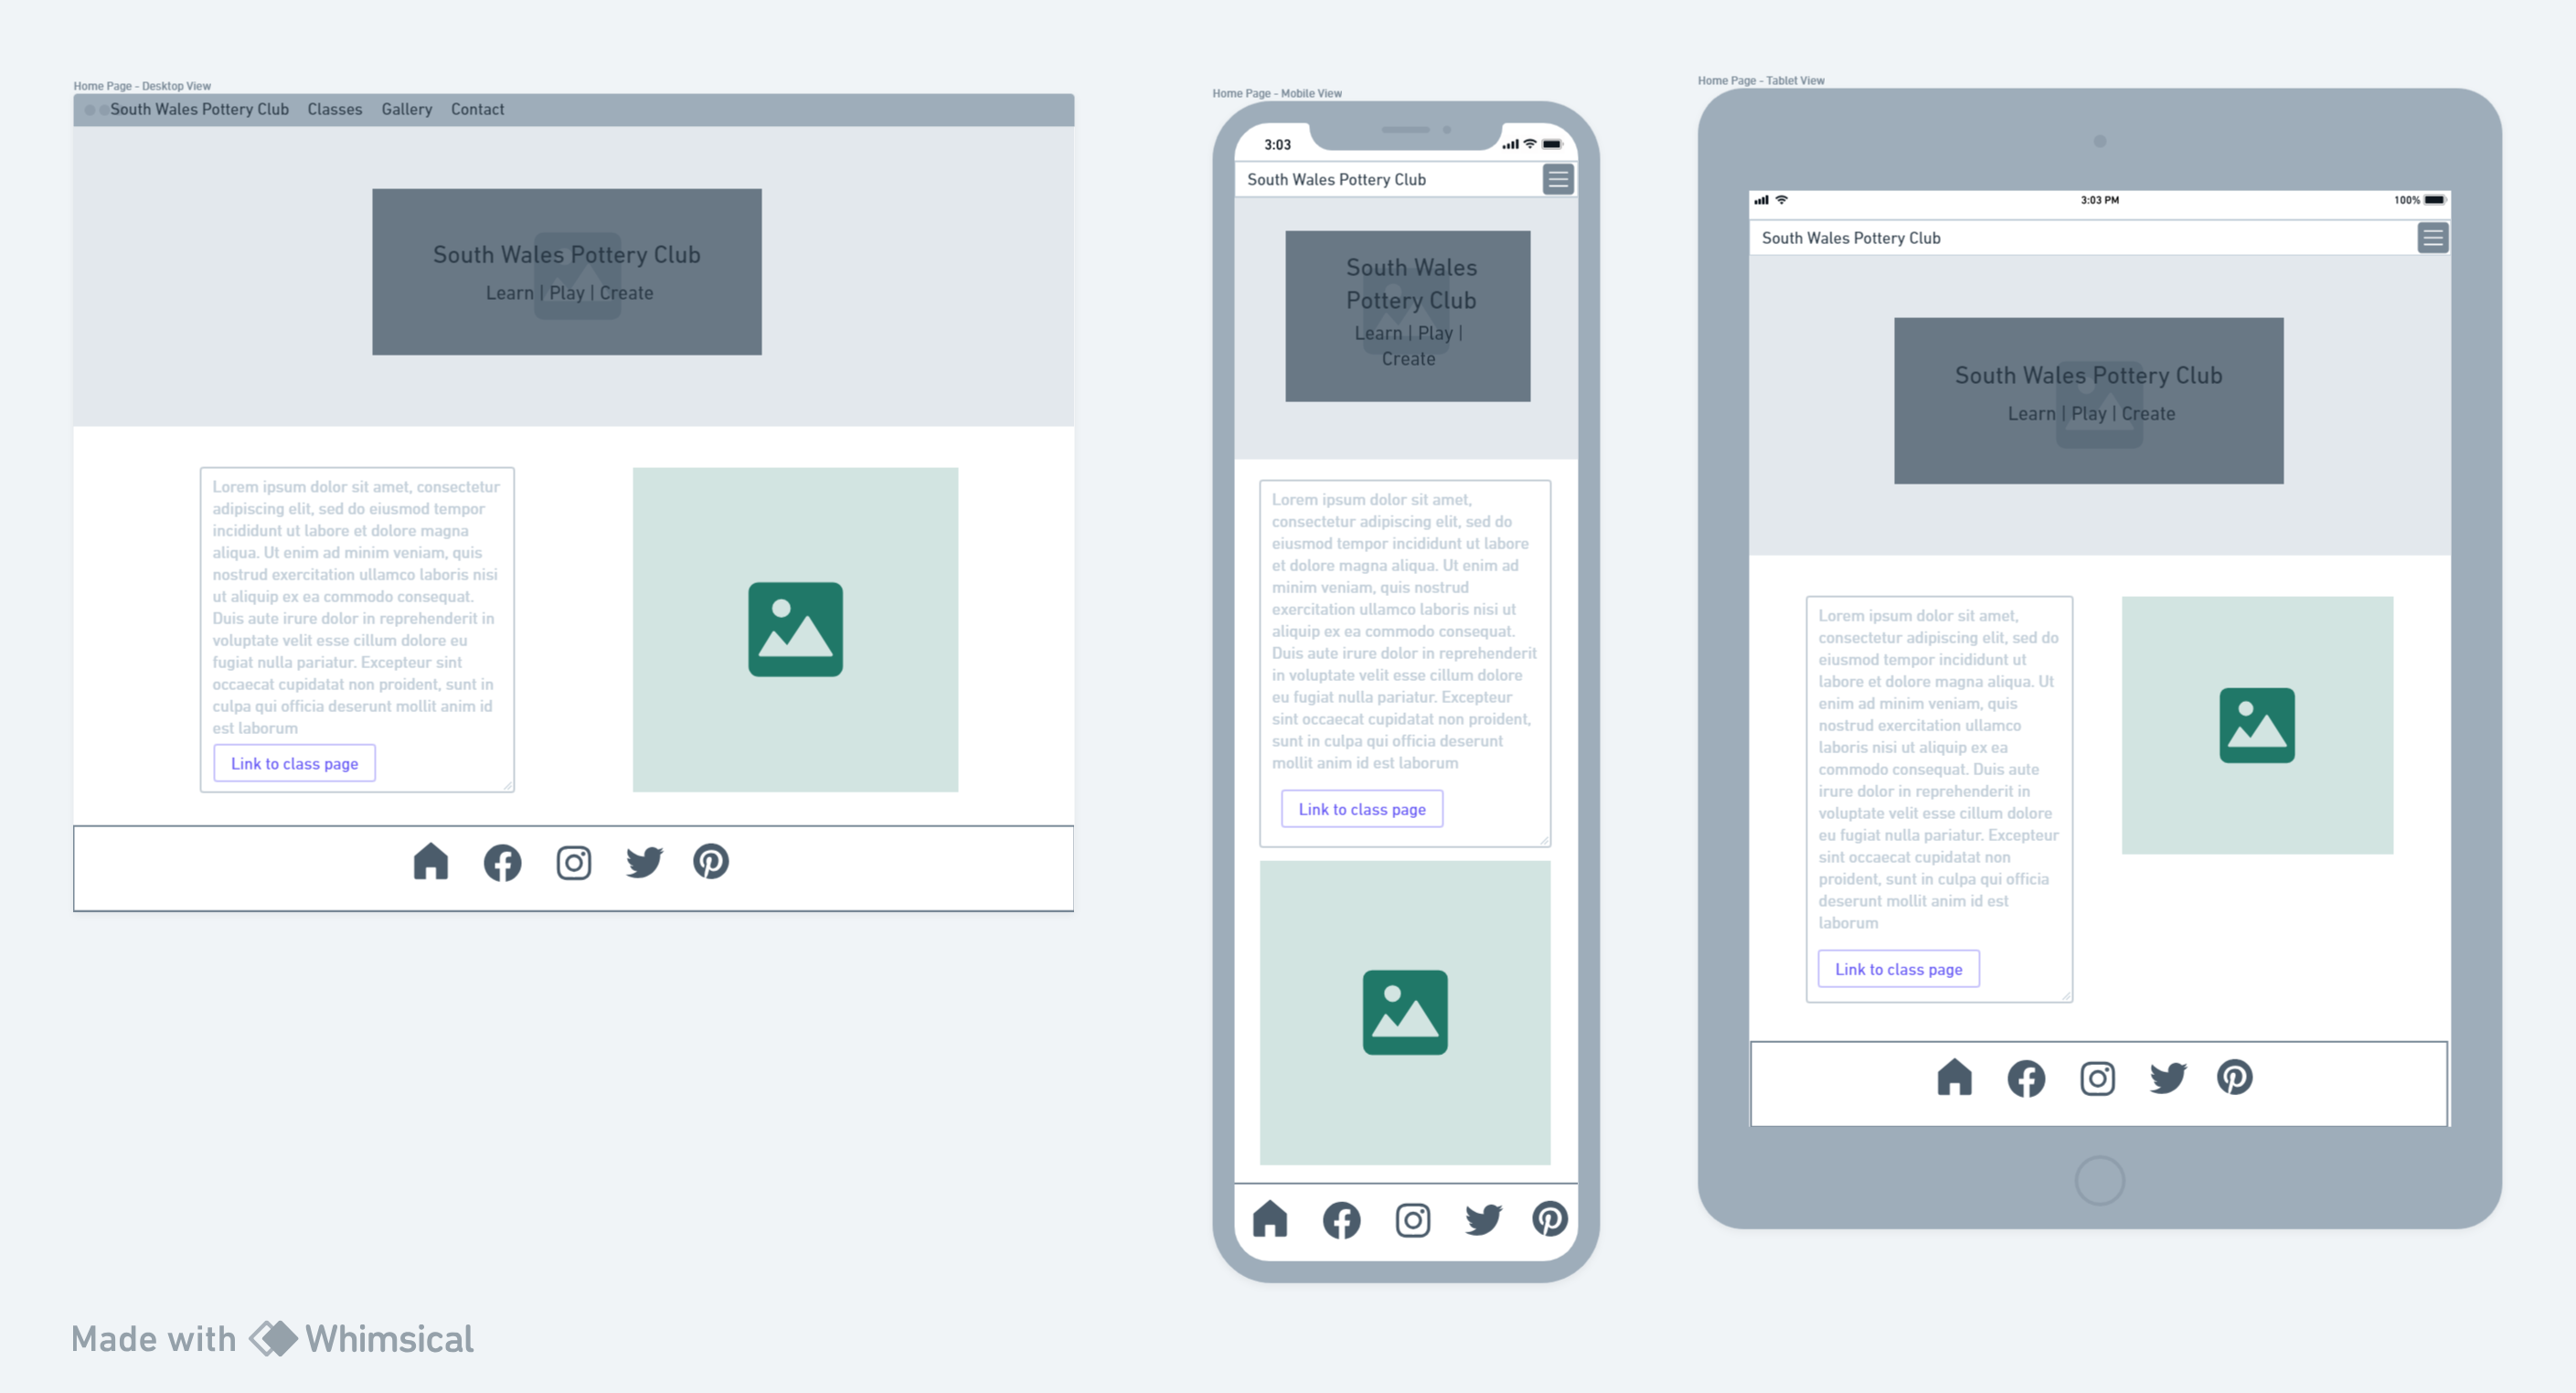 Home Page - Desktop View
South Wales Pottery Club Classes Gallery Contact
South Wales Pottery Club
Learn | Play | Create
Lorem ipsum dolor sit amet, consectetur
adipiscing elit, sed do eiusmod tempor
incididunt ut labore et dolore magna
aliqua. Ut enim ad minim veniam, quis
nostrud exercitation ullamco laboris nisi
ut aliquip ex ea commodo consequat.
Duis aute irure dolor in reprehenderit in
voluptate velit esse cillum dolore eu
fugiat nulla pariatur. Excepteur sint
occaecat cupidatat non proident, sunt in
culpa qui officia deserunt mollit anim id
est laborum
Link to class page
Home Page - Mobile View
3:03
South Wales Pottery Club
South Wales
Pottery Club
Learn | Play |
Create
Lorem ipsum dolor sit amet,
consectetur adipiscing elit, sed do
eiusmod tempor incididunt ut labore
et dolore magna aliqua. Ut enim ad
minim veniam, quis nostrud
exercitation ullamco laboris nisi ut
aliquip ex ea commodo consequat.
Duis aute irure dolor in reprehenderit
in voluptate velit esse cillum dolore
eu fugiat nulla pariatur. Excepteur
sint occaecat cupidatat non proident,
sunt in culpa qui officia deserunt
mollit anim id est laborum
Link to class page
Home Page - Tablet View
3:03 PM 100%
South Wales Pottery Club
South Wales Pottery Club
Learn | Play | Create
Lorem ipsum dolor sit amet,
consectetur adipiscing elit, sed do
eiusmod tempor incididunt ut
labore et dolore magna aliqua. Ut
enim ad minim veniam, quis
nostrud exercitation ullamco
laboris nisi ut aliquip ex ea
commodo consequat. Duis aute
irure dolor in reprehenderit in
voluptate velit esse cillum dolore
eu fugiat nulla pariatur. Excepteur
sint occaecat cupidatat non
proident, sunt in culpa qui officia
deserunt mollit anim id est
laborum
Link to class page
Made with Whimsical